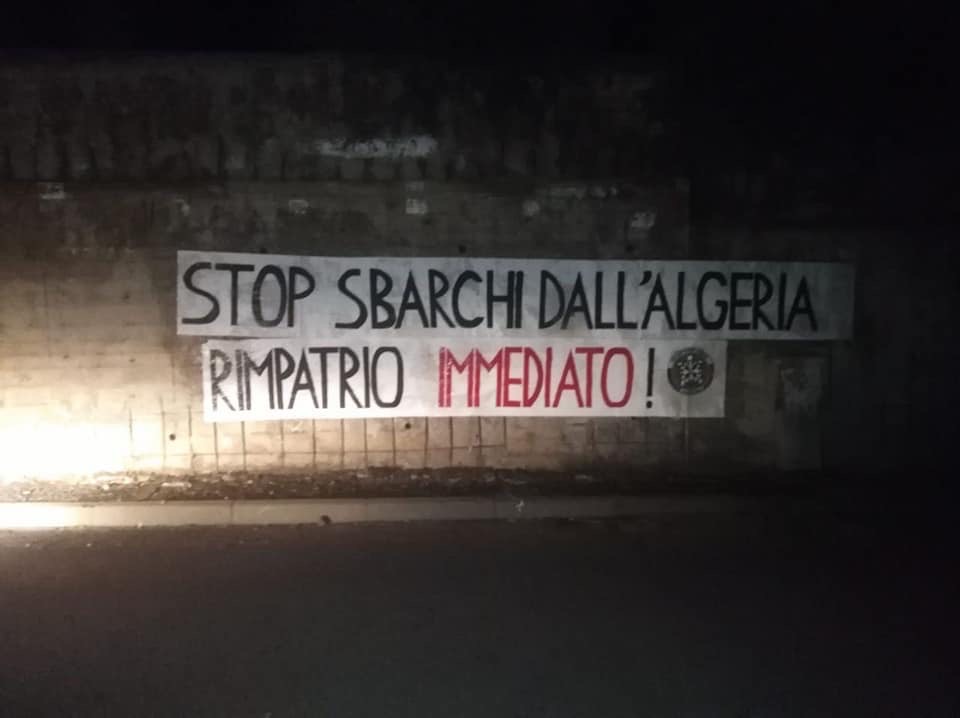 STOP SBARCHI DALL'ALGERIA
RIMPATRIO IMMEDIATO!